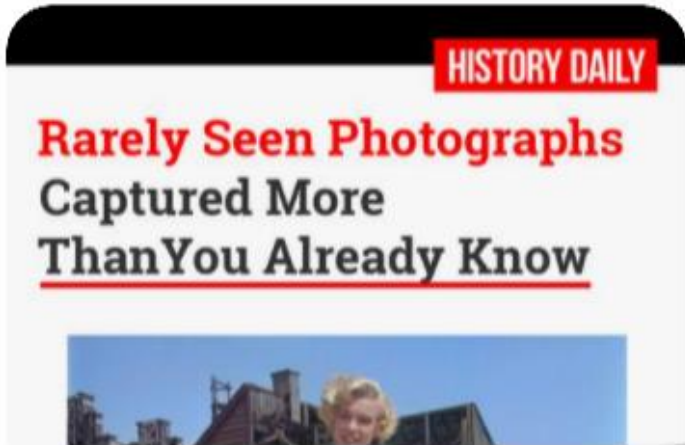 HISTORY DAILY
Rarely Seen Photographs
Captured More
ThanYou Already Know